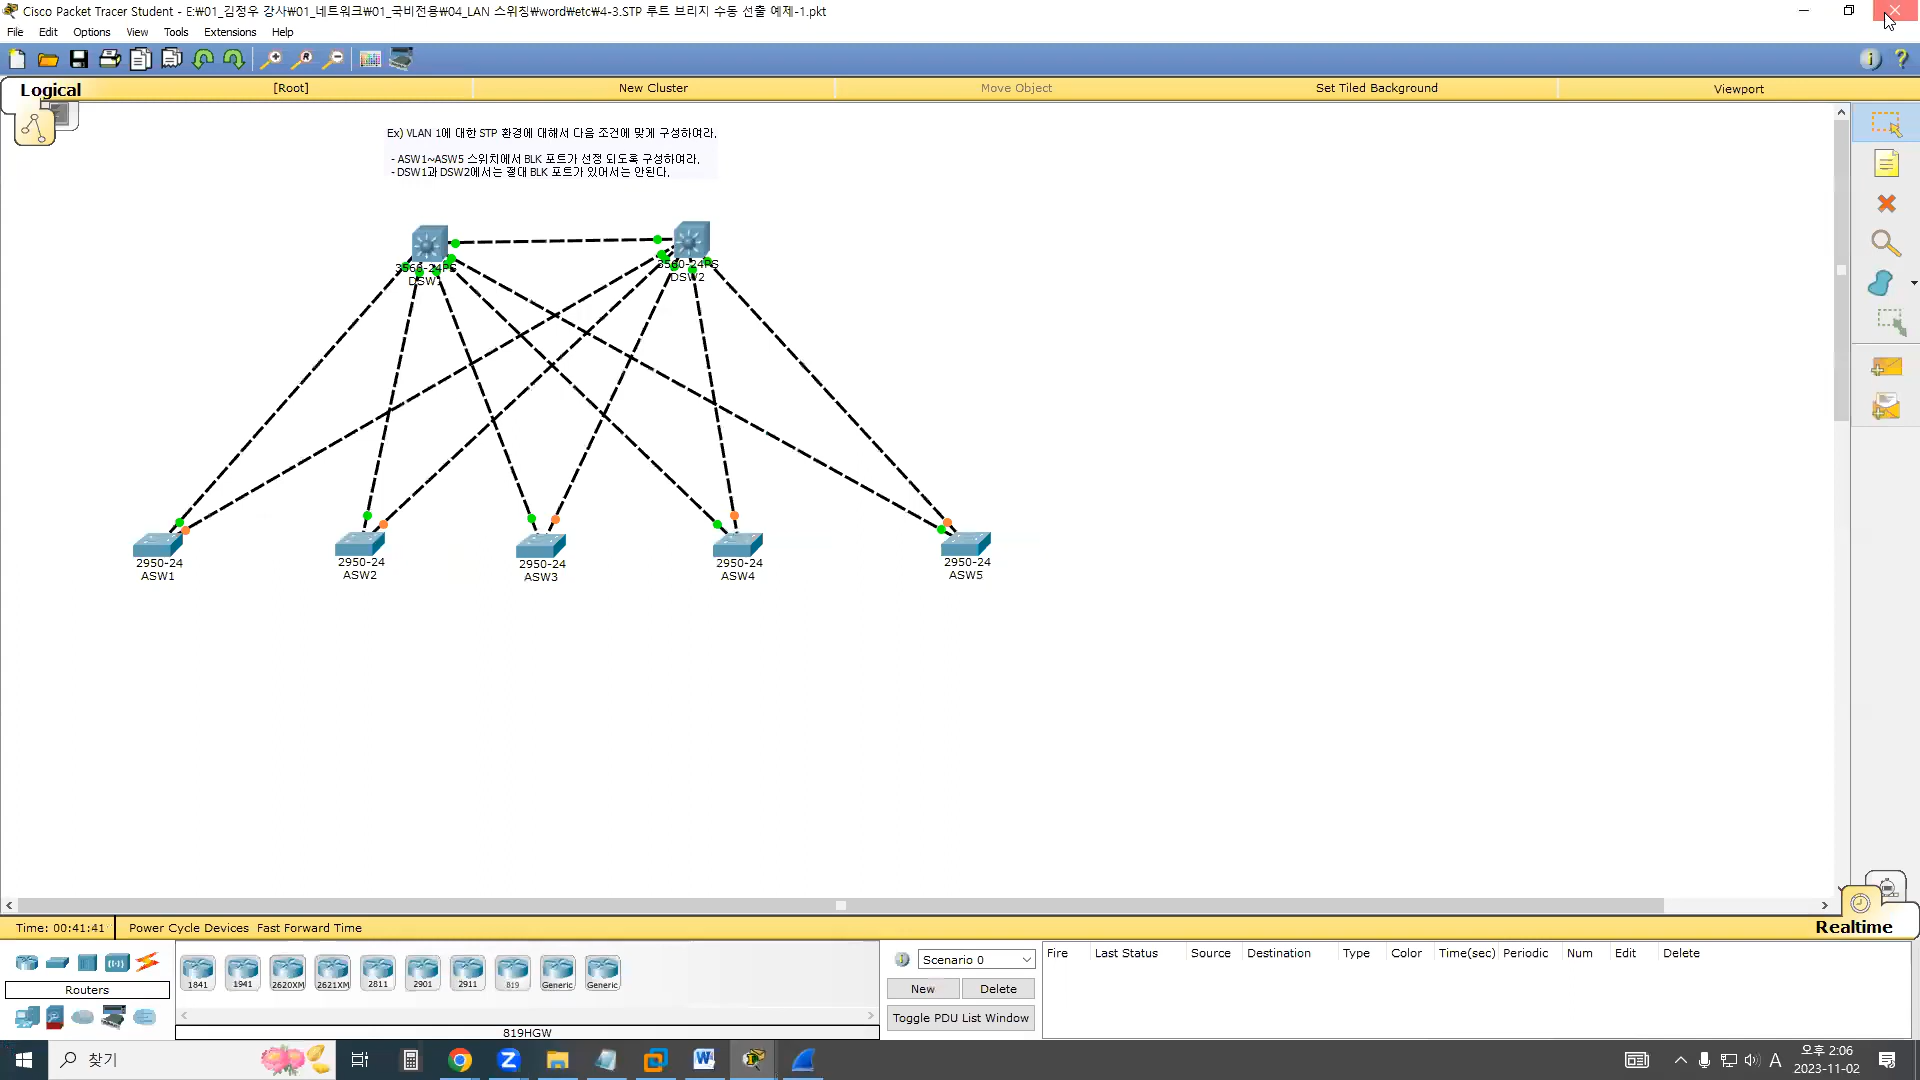 Cisco Packet Tracer Student - E:₩01_김정우 강사₩01_네트워크₩01_국비전용₩04_LAN 스위칭₩word₩etc₩4-3.STP 루트 브리지 수동 선출 예제-1.pkt
File Edit Options View Tools Extensions Help
Logical [Root] New Cluster Move Object Set Tiled Background Viewport
Ex) VLAN 1에 대한 STP 환경에 대해서 다음 조건에 맞게 구성하여라.
- ASW1~ASW5 스위치에서 BLK 포트가 선정 되도록 구성하여라.
- DSW1과 DSW2에서는 절대 BLK 포트가 있어서는 안된다.
3560-24PS
DSW1
3560-24PS
DSW2
2950-24
ASW1
2950-24
ASW2
2950-24
ASW3
2950-24
ASW4
2950-24
ASW5
Time: 00:41:41 Power Cycle Devices Fast Forward Time
Realtime
Routers
1841 1941 2620XM 2621XM 2811 2901 2911 819 Generic Generic
819HGW
Scenario 0
New Delete
Toggle PDU List Window
Fire Last Status Source Destination Type Color Time(sec) Periodic Num Edit Delete
찾기
A
오후 2:06
2023-11-02